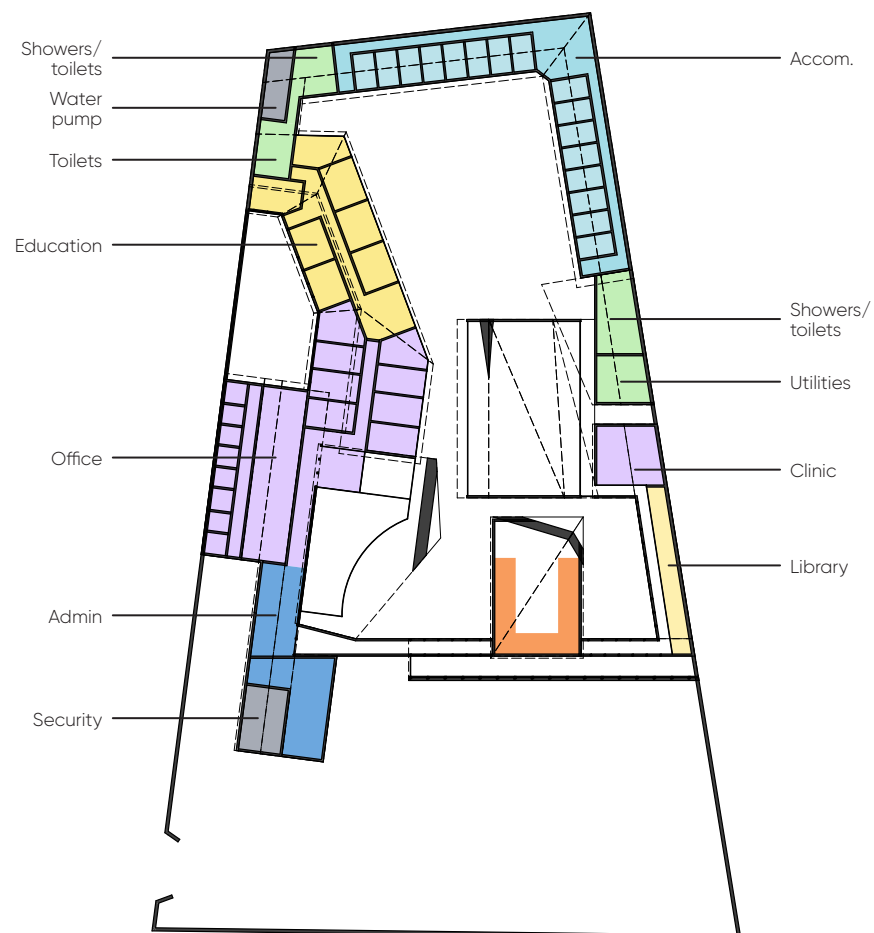 Showers/
toilets
Water
pump
Toilets
Education
Office
Admin
Security
Accom.
Showers/
toilets
Utilities
Clinic
Library